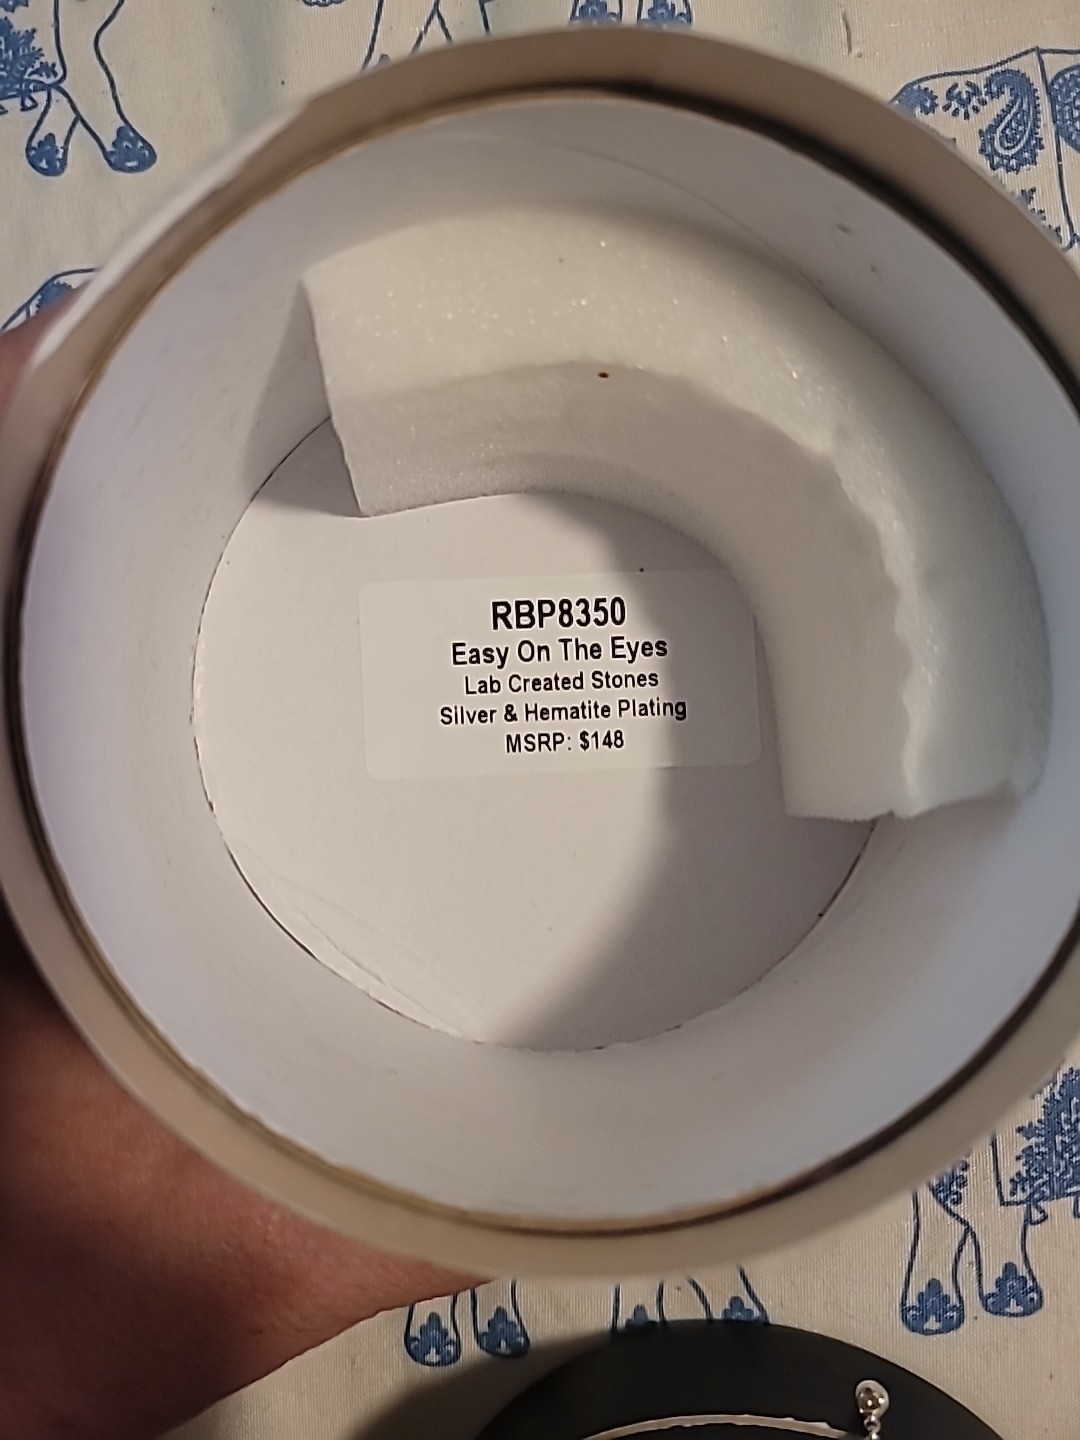 RBP8350
Easy On The Eyes
Lab Created Stones
Silver & Hematite Plating
MSRP: $148